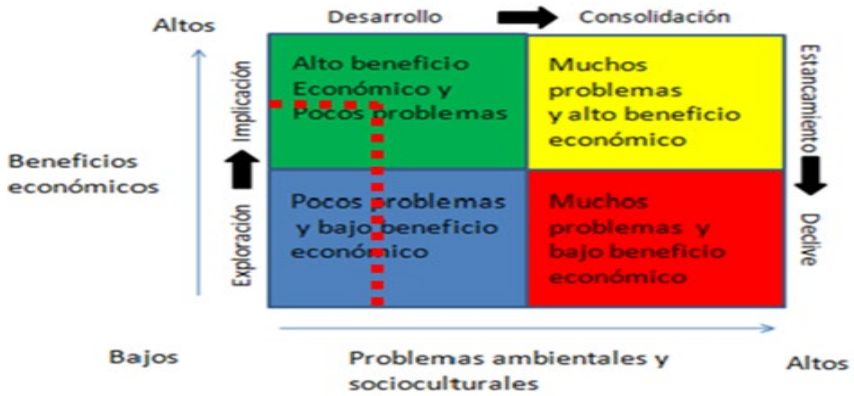 Desarrollo
Consolidación
Altos
Beneficios
económicos
Implicación
Exploración
Alto beneficio
Económico y
Pocos problemas
Muchos
problemas
y alto beneficio
económico
Estancamiento
Declive
Pocos problemas
y bajo beneficio
económico
Muchos
problemas y
bajo beneficio
económico
Bajos
Problemas ambientales y
socioculturales
Altos